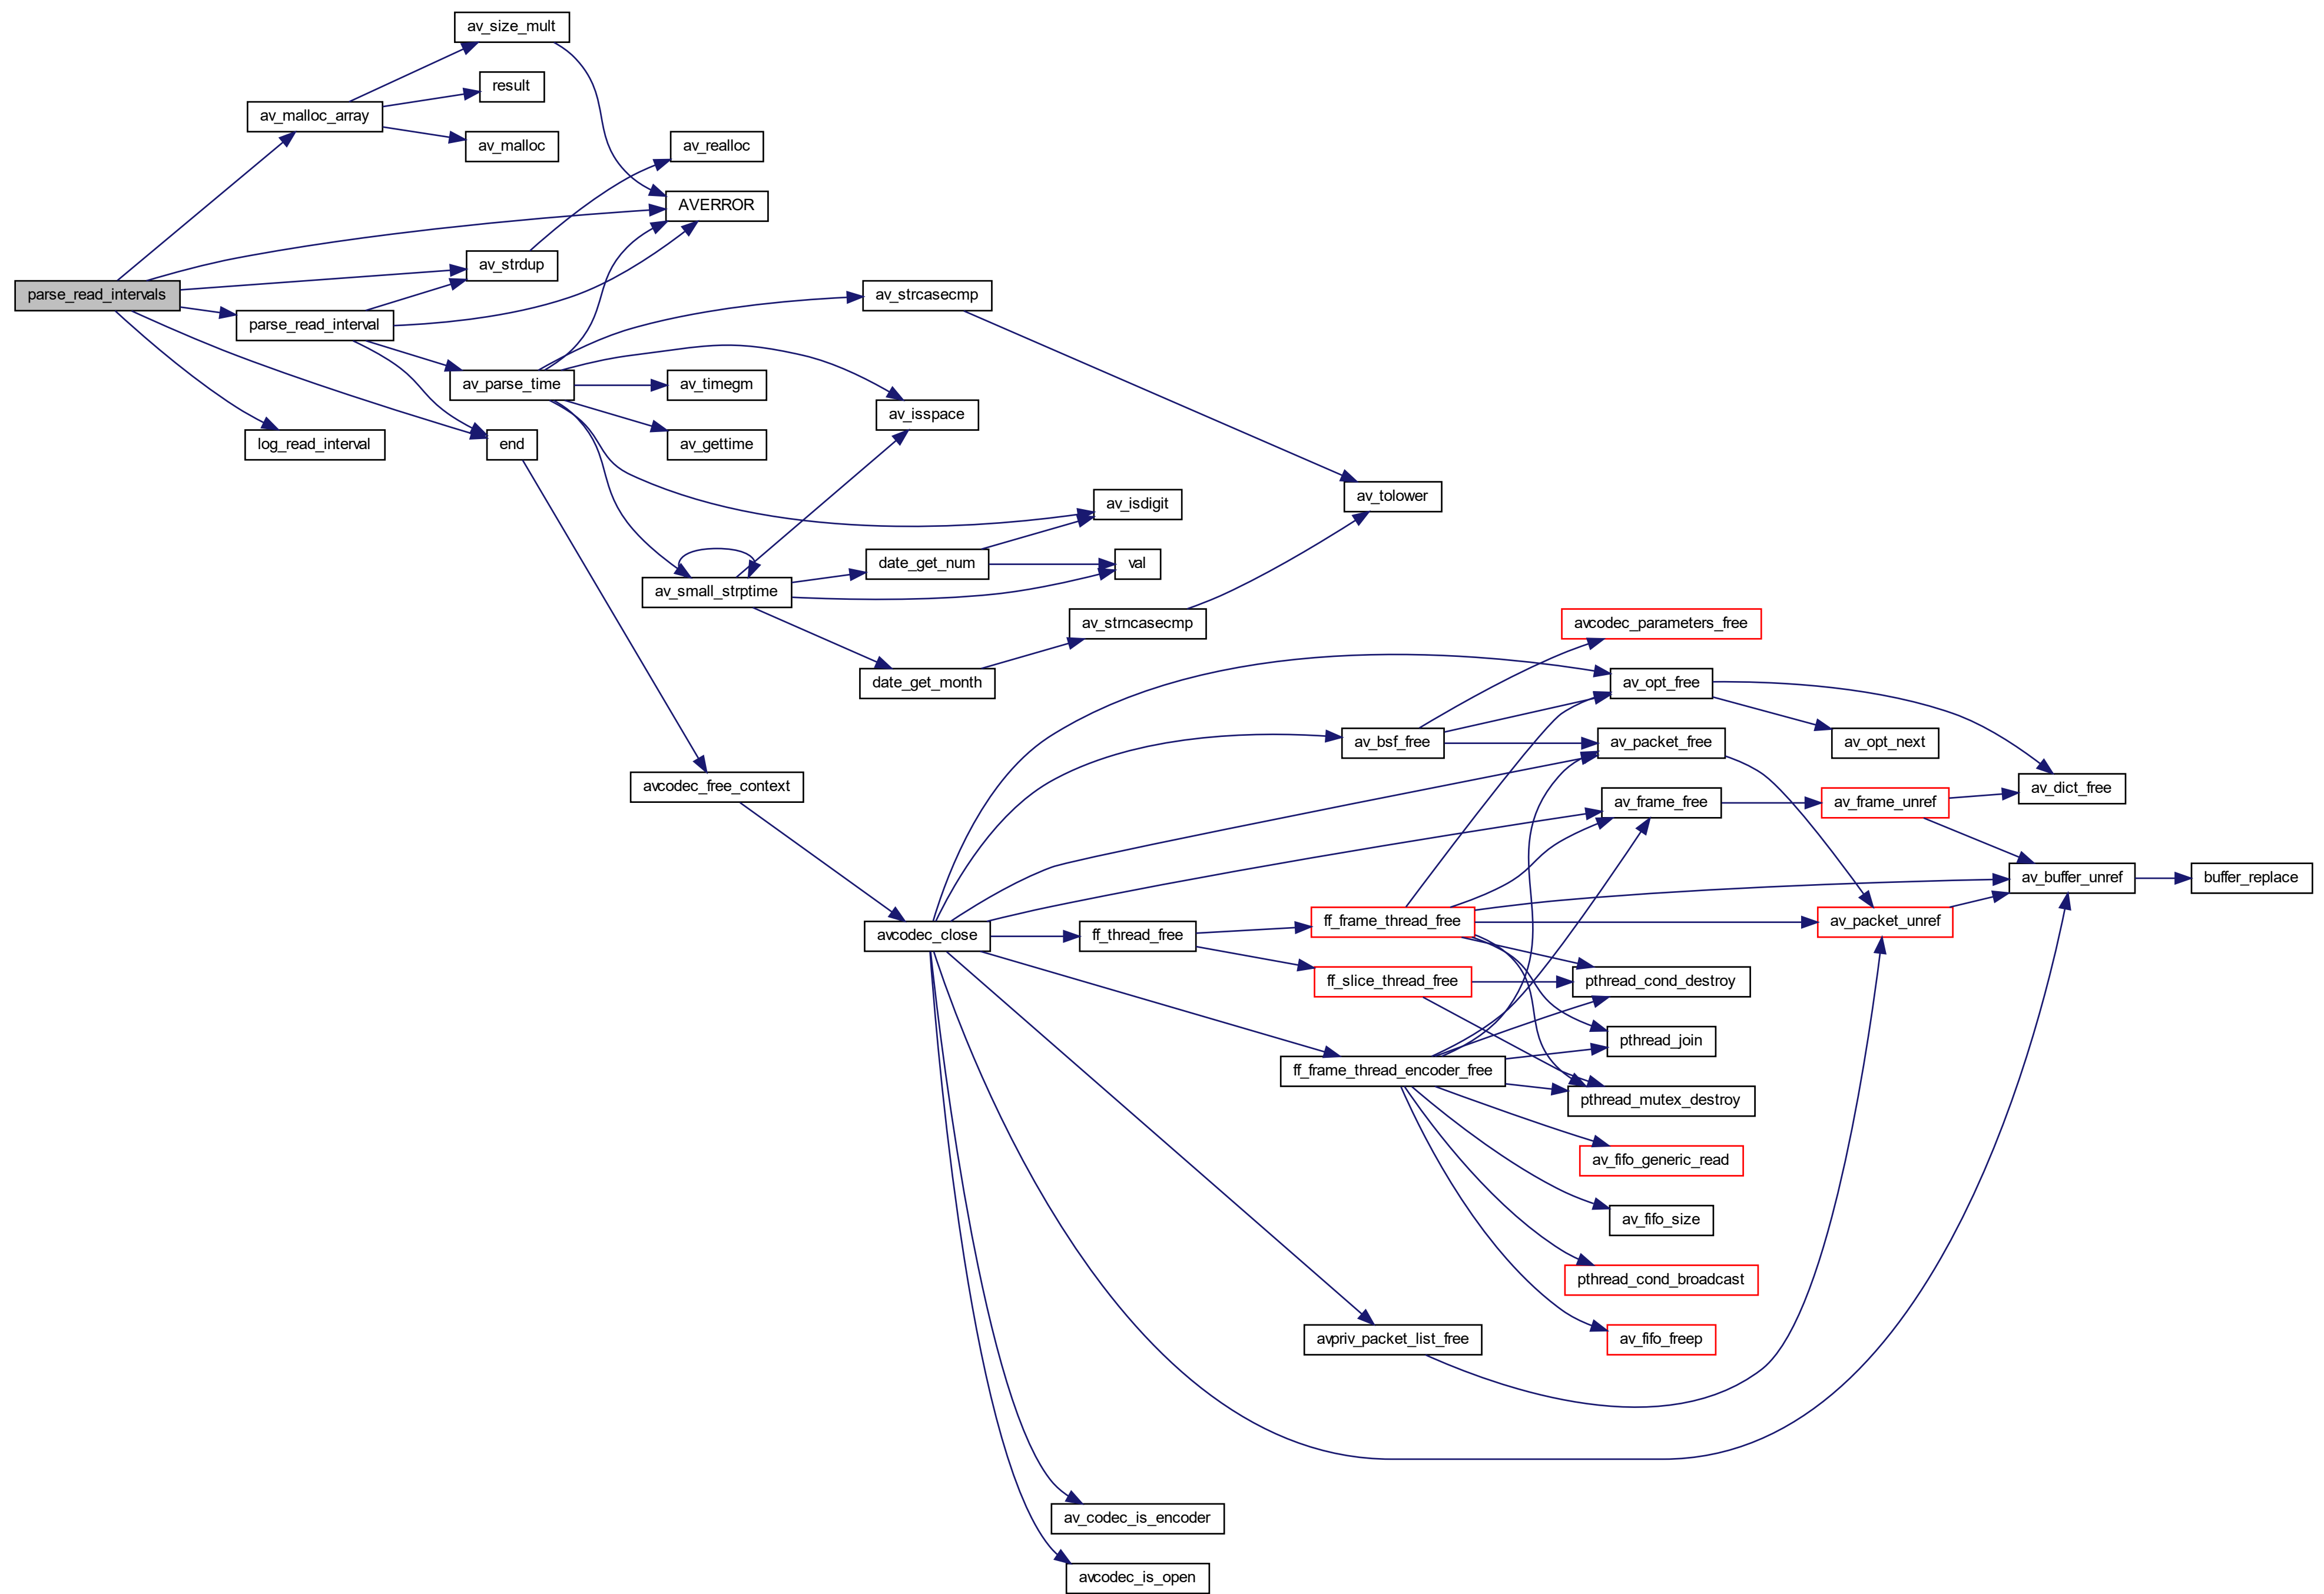 av_size_mult
result
av_malloc_array
av_malloc
av_realloc
AVERROR
av_strdup
parse_read_intervals
av_strcasecmp
parse_read_interval
av_parse_time
av_timegm
av_isspace
log_read_interval
end
av_gettime
av_tolower
av_isdigit
date_get_num
val
av_small_strptime
av_strncasecmp
avcodec_parameters_free
date_get_month
av_opt_free
av_bsf_free
av_packet_free
av_opt_next
avcodec_free_context
av_frame_free
av_frame_unref
av_dict_free
av_buffer_unref
buffer_replace
avcodec_close
ff_thread_free
ff_frame_thread_free
av_packet_unref
ff_slice_thread_free
pthread_cond_destroy
pthread_join
ff_frame_thread_encoder_free
pthread_mutex_destroy
av_fifo_generic_read
av_fifo_size
pthread_cond_broadcast
avpriv_packet_list_free
av_fifo_freep
av_codec_is_encoder
avcodec_is_open